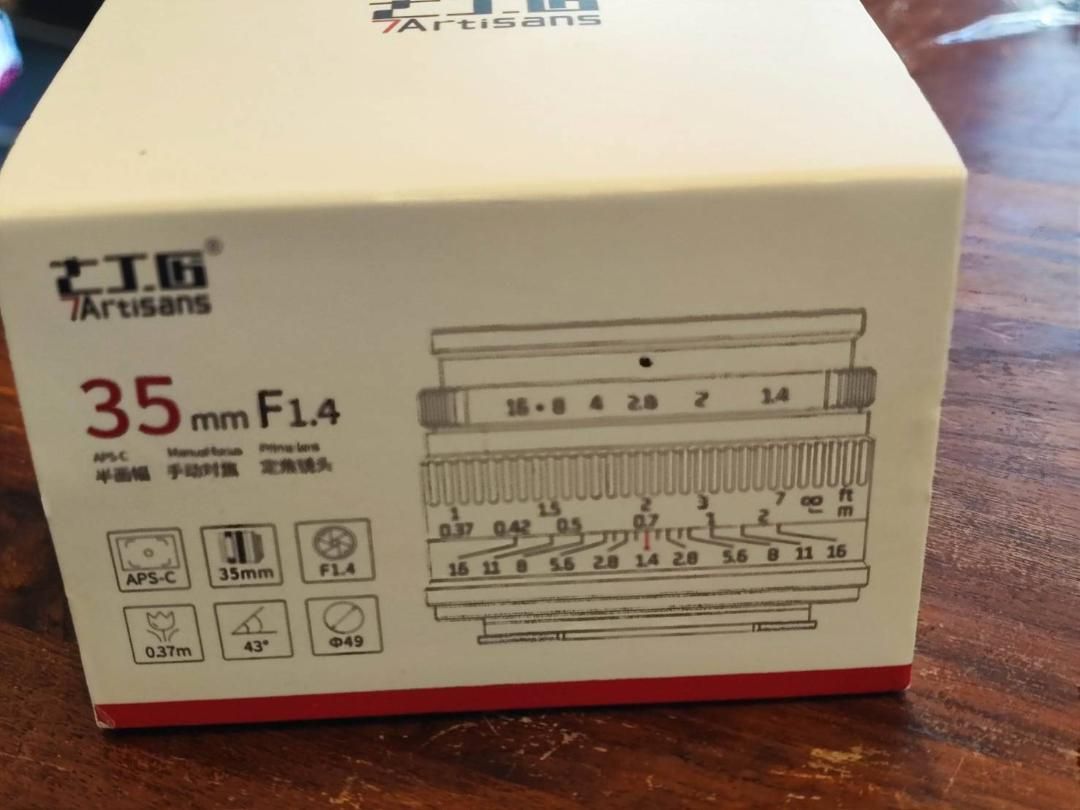 七工匠
7Artisans
七工匠®
7Artisans
35mm F1.4
APS-C Manual focus Prime lens
半画幅 手动对焦 定焦镜头
APS-C 35mm F1.4
0.37m 43° Φ49
16 • 8 4 2.8 2 1.4
1 1.5 2 3 7 ∞ ft
0.37 0.42 0.5 0.7 1 2 m
16 11 8 5.6 2.8 1.4 2.8 5.6 8 11 16